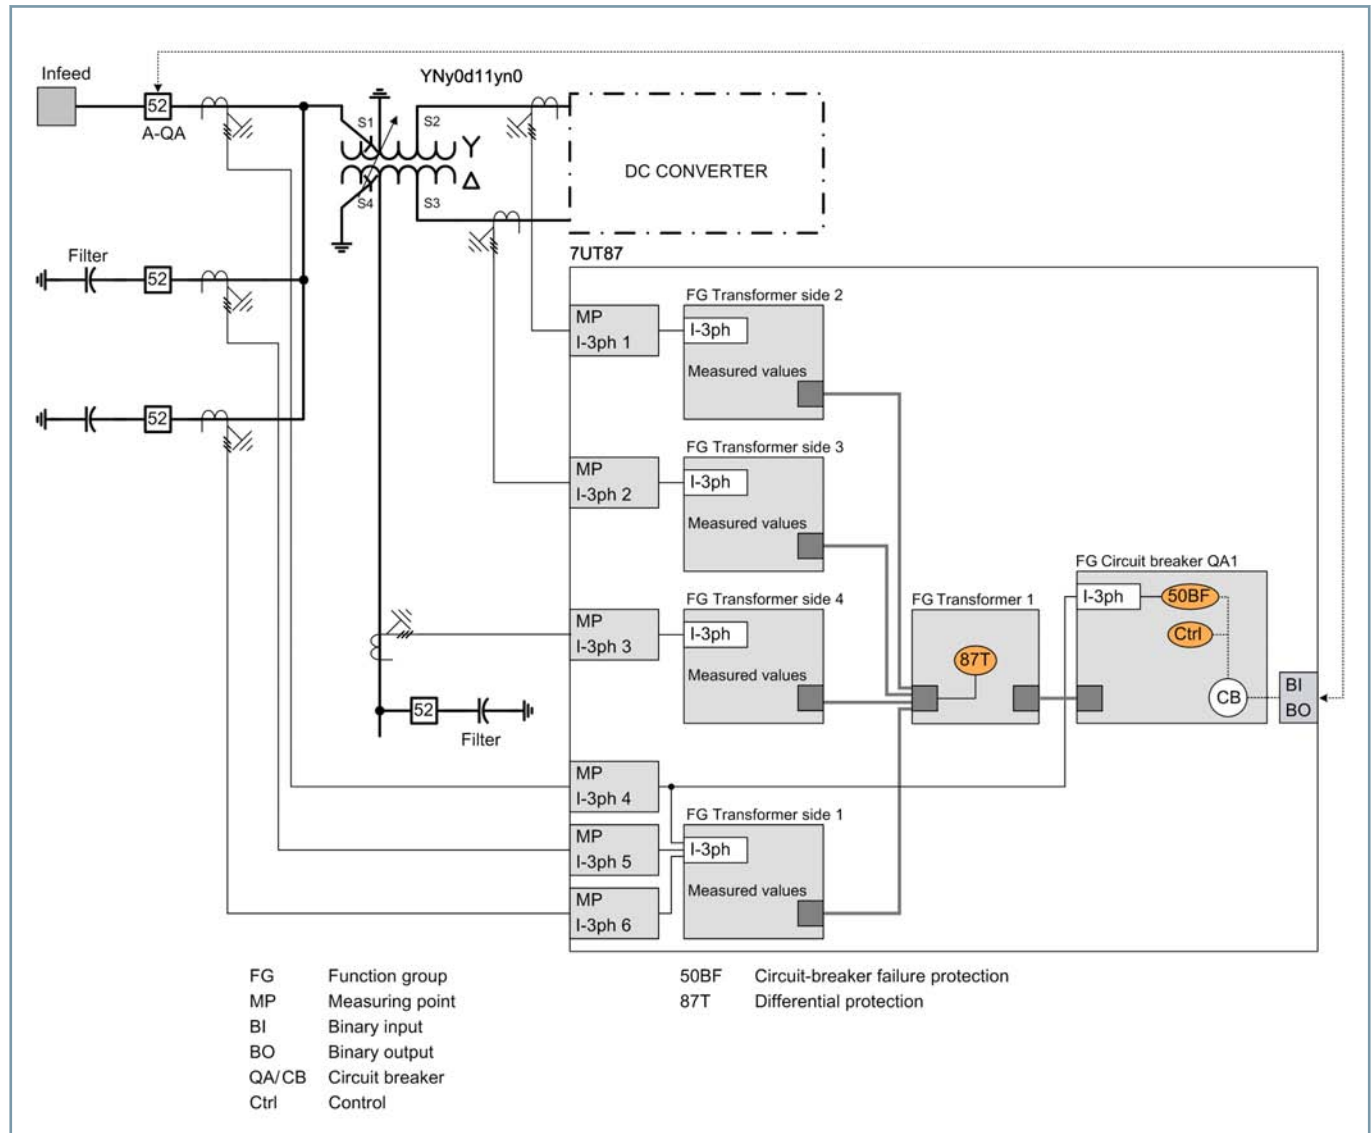 Infeed
52
A-QA
YNy0d11yn0
S1
S2
S4
S3
DC CONVERTER
Filter
52
52
52
Filter
7UT87
MP
I-3ph 1
FG Transformer side 2
I-3ph
Measured values
MP
I-3ph 2
FG Transformer side 3
I-3ph
Measured values
MP
I-3ph 3
FG Transformer side 4
I-3ph
Measured values
FG Transformer 1
87T
FG Circuit breaker QA1
I-3ph
50BF
Ctrl
CB
BI
BO
MP
I-3ph 4
MP
I-3ph 5
MP
I-3ph 6
FG Transformer side 1
I-3ph
Measured values
FG Function group
MP Measuring point
BI Binary input
BO Binary output
QA/CB Circuit breaker
Ctrl Control
50BF Circuit-breaker failure protection
87T Differential protection